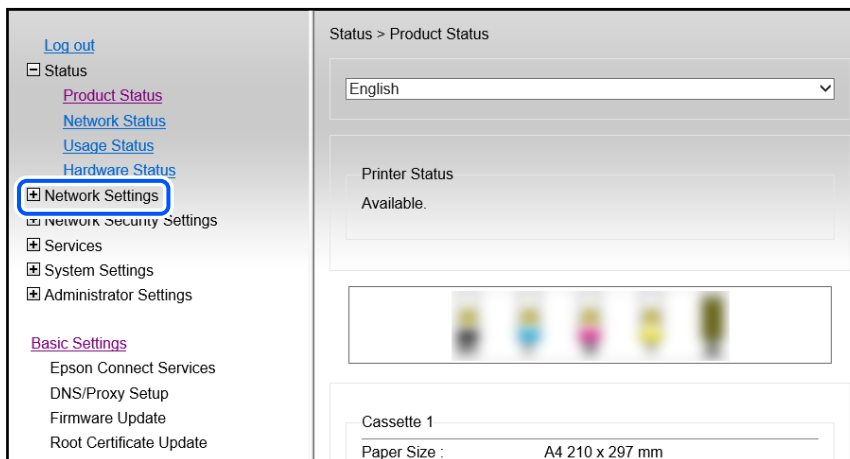 Log out
Status
Product Status
Network Status
Usage Status
Hardware Status
Network Settings
Network Security Settings
Services
System Settings
Administrator Settings
Basic Settings
Epson Connect Services
DNS/Proxy Setup
Firmware Update
Root Certificate Update
Status > Product Status
English
Printer Status
Available.
Cassette 1
Paper Size : A4 210 x 297 mm